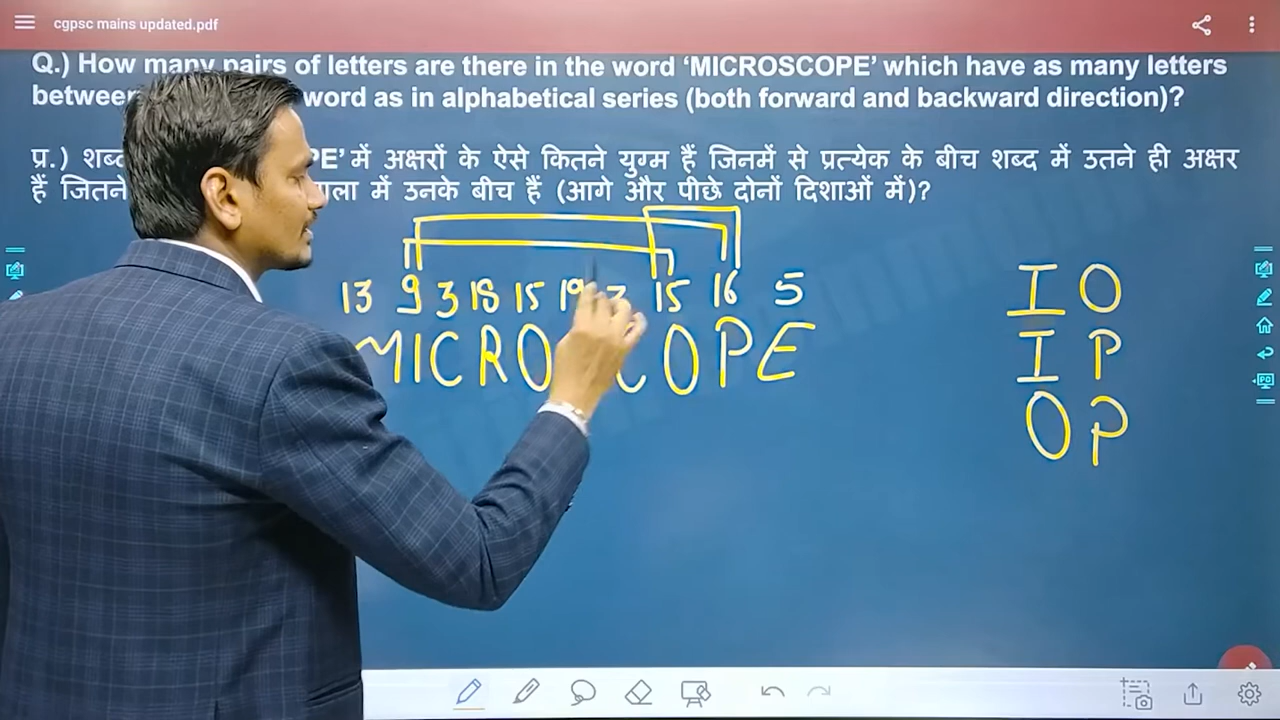 cgpsc mains updated.pdf
Q.) How many pairs of letters are there in the word ‘MICROSCOPE’ which have as many letters
between word as in alphabetical series (both forward and backward direction)?
प्र.) PE’ में अक्षरों के ऐसे कितने युग्म हैं जिनमें से प्रत्येक के बीच शब्द में उतने ही अक्षर
हैं जितने में उनके बीच हैं (आगे और पीछे दोनों दिशाओं में)?
13 9 3 18 15 19 15 16 5
MICRO COPE
I O
I P
O P